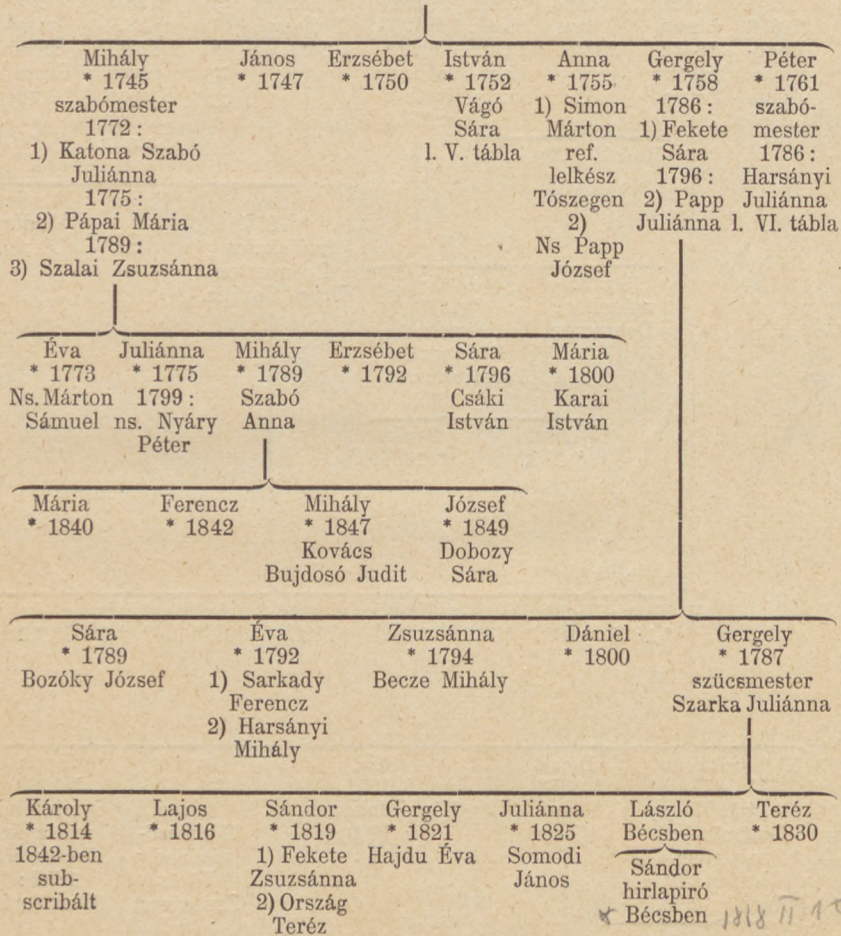 Mihály
* 1745
szabómester
1772 :
1) Katona Szabó
Juliánna
1775 :
2) Pápai Mária
1789 :
3) Szalai Zsuzsánna
János
* 1747
Erzsébet
* 1750
István
* 1752
Vágó
Sára
l. V. tábla
Anna
* 1755
1) Simon
Márton
ref.
lelkész
Tószegen
2)
Ns Papp
József
Gergely
* 1758
1786 :
1) Fekete
Sára
1796 :
2) Papp
Juliánna
Péter
* 1761
szabó-
mester
1786 :
Harsányi
Juliánna
l. VI. tábla
Éva
* 1773
Ns. Márton
Sámuel
Juliánna
* 1775
1799 :
ns. Nyáry
Péter
Mihály
* 1789
Szabó
Anna
Erzsébet
* 1792
Sára
* 1796
Csáki
István
Mária
* 1800
Karai
István
Mária
* 1840
Ferencz
* 1842
Mihály
* 1847
Kovács
Bujdosó Judit
József
* 1849
Dobozy
Sára
Sára
* 1789
Bozóky József
Éva
* 1792
1) Sarkady
Ferencz
2) Harsányi
Mihály
Zsuzsánna
* 1794
Becze Mihály
Dániel
* 1800
Gergely
* 1787
szücsmester
Szarka Juliánna
Károly
* 1814
1842-ben
sub-
scribált
Lajos
* 1816
Sándor
* 1819
1) Fekete
Zsuzsánna
2) Ország
Teréz
Gergely
* 1821
Hajdu Éva
Juliánna
* 1825
Somodi
János
László
Bécsben
Sándor
hirlapiró
Bécsben
Teréz
* 1830